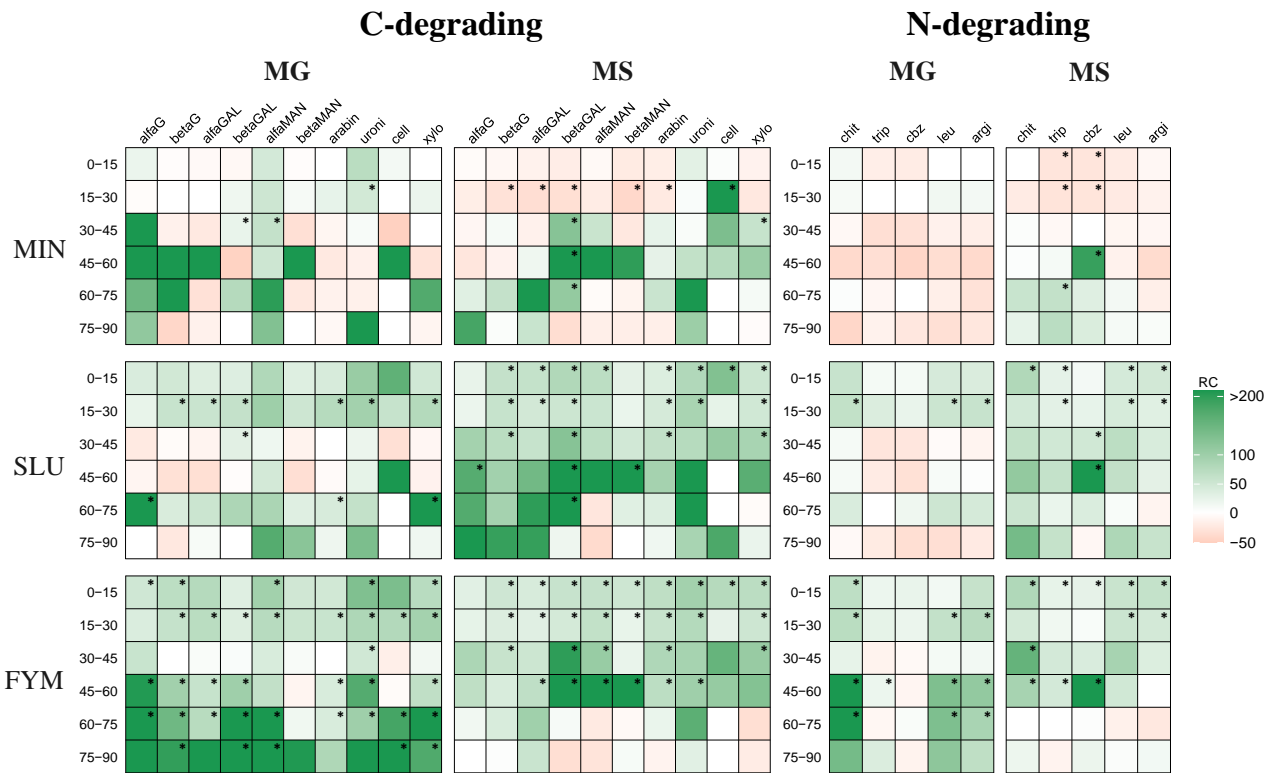 C-degrading N-degrading
MG MS MG MS
alfaG betaG alfaGAL betaGAL alfaMAN betaMAN arabin uroni cell xylo alfaG betaG alfaGAL betaGAL alfaMAN betaMAN arabin uroni cell xylo chit trip cbz leu argi chit trip cbz leu argi
0−15
15−30 * * * * * * * * * *
30−45 * * * *
MIN
45−60 * *
60−75 * *
75−90
0−15 * * * * * * * * * * * *
15−30 * * * * * * * * * * * * * * * * * *
30−45 * * * * * *
SLU
45−60 * * * *
60−75 * * * *
75−90
0−15 * * * * * * * * * * * * * * * * * * * *
15−30 * * * * * * * * * * * * * * * * * * * * * *
30−45 * * * * * * *
FYM
45−60 * * * * * * * * * * * * * * * * * * *
60−75 * * * * * * * * * * * *
75−90 * * * * *
RC
>200
100
50
0
−50